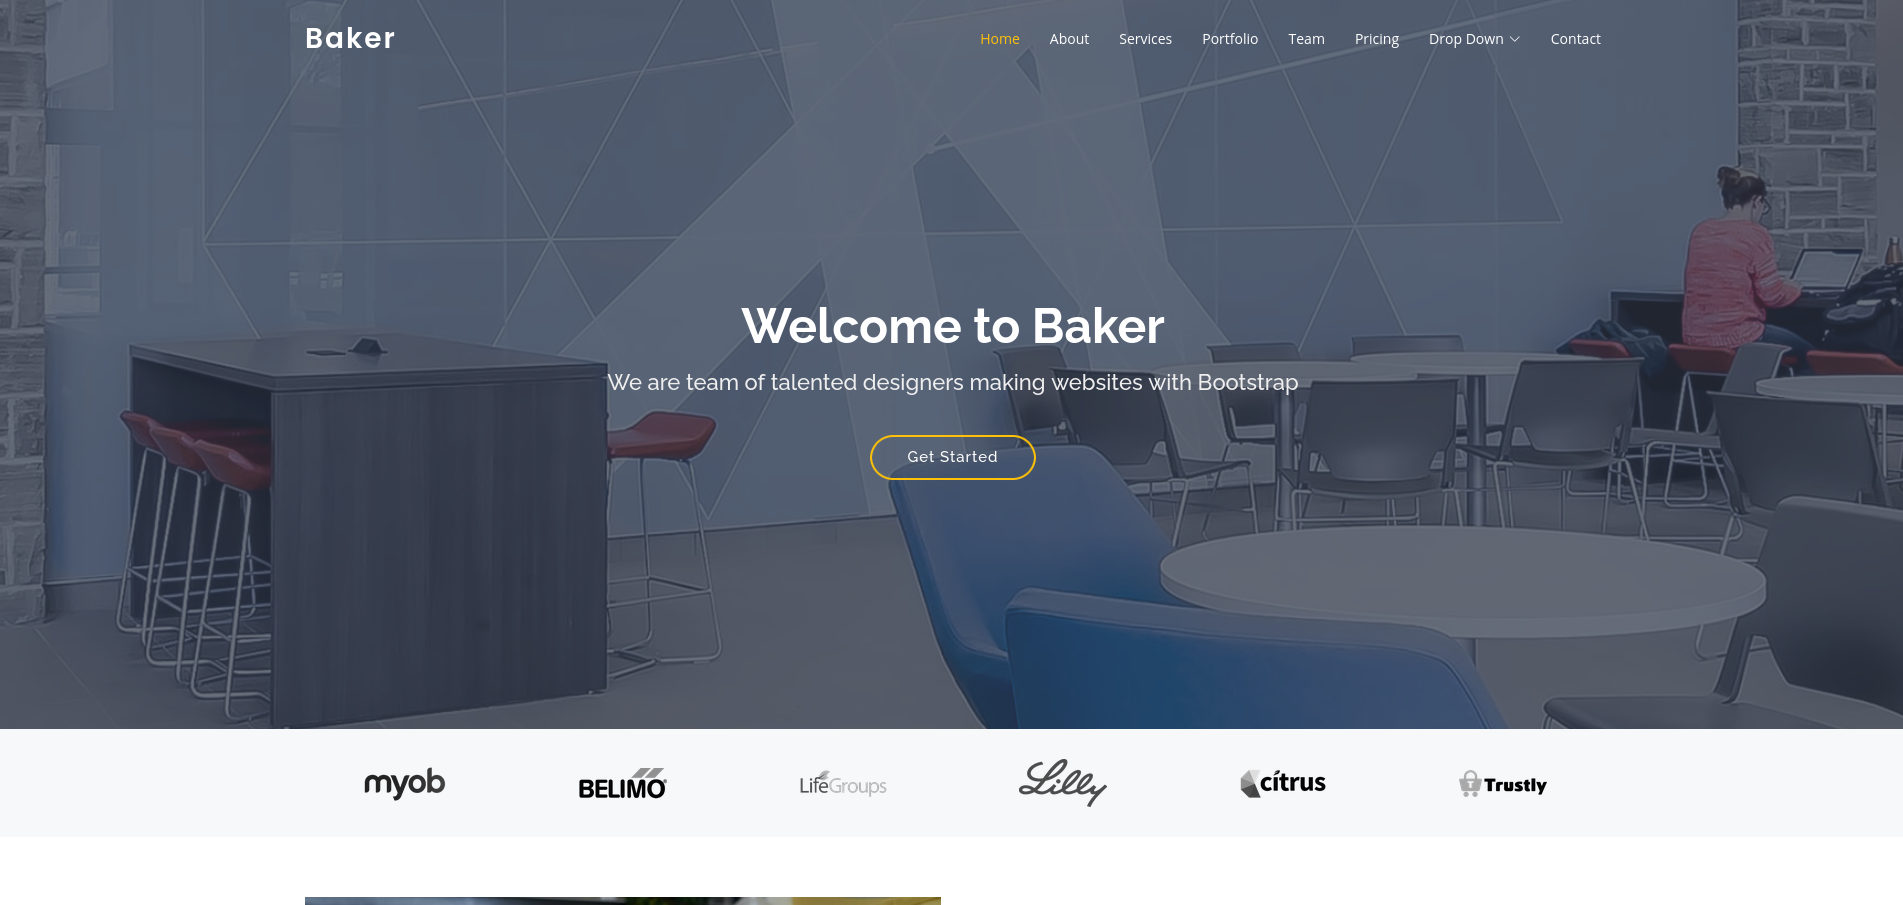 Baker
Home About Services Portfolio Team Pricing Drop Down Contact
Welcome to Baker
We are team of talented designers making websites with Bootstrap
Get Started
myob BELIMO LifeGroups Lilly cítrus Trustly